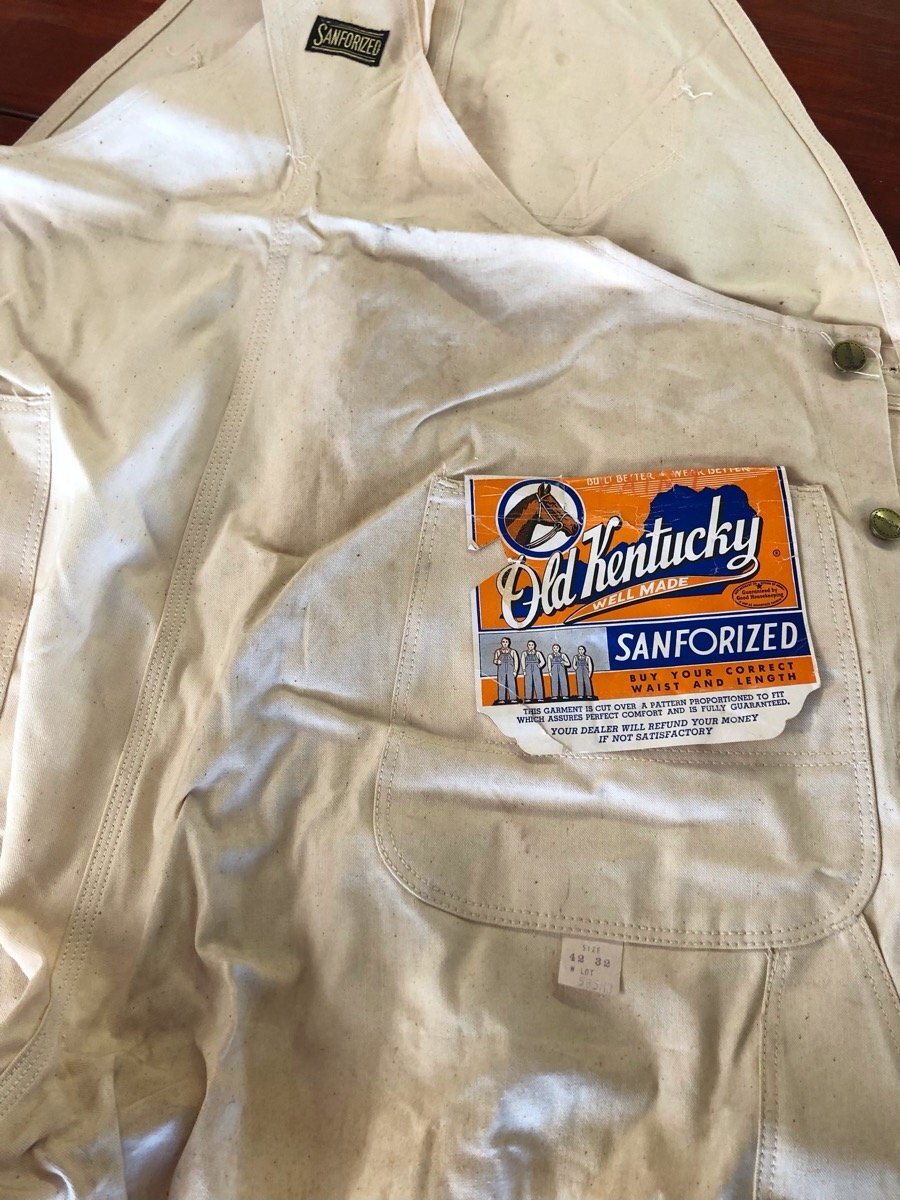 SANFORIZED
BUILT BETTER ★ WEAR BETTER
Old Kentucky
®
WELL MADE
Guaranteed by
Good Housekeeping
SANFORIZED
BUY YOUR CORRECT
WAIST AND LENGTH
THIS GARMENT IS CUT OVER A PATTERN PROPORTIONED TO FIT
WHICH ASSURES PERFECT COMFORT AND IS FULLY GUARANTEED.
YOUR DEALER WILL REFUND YOUR MONEY
IF NOT SATISFACTORY
SIZE
42 32
LOT